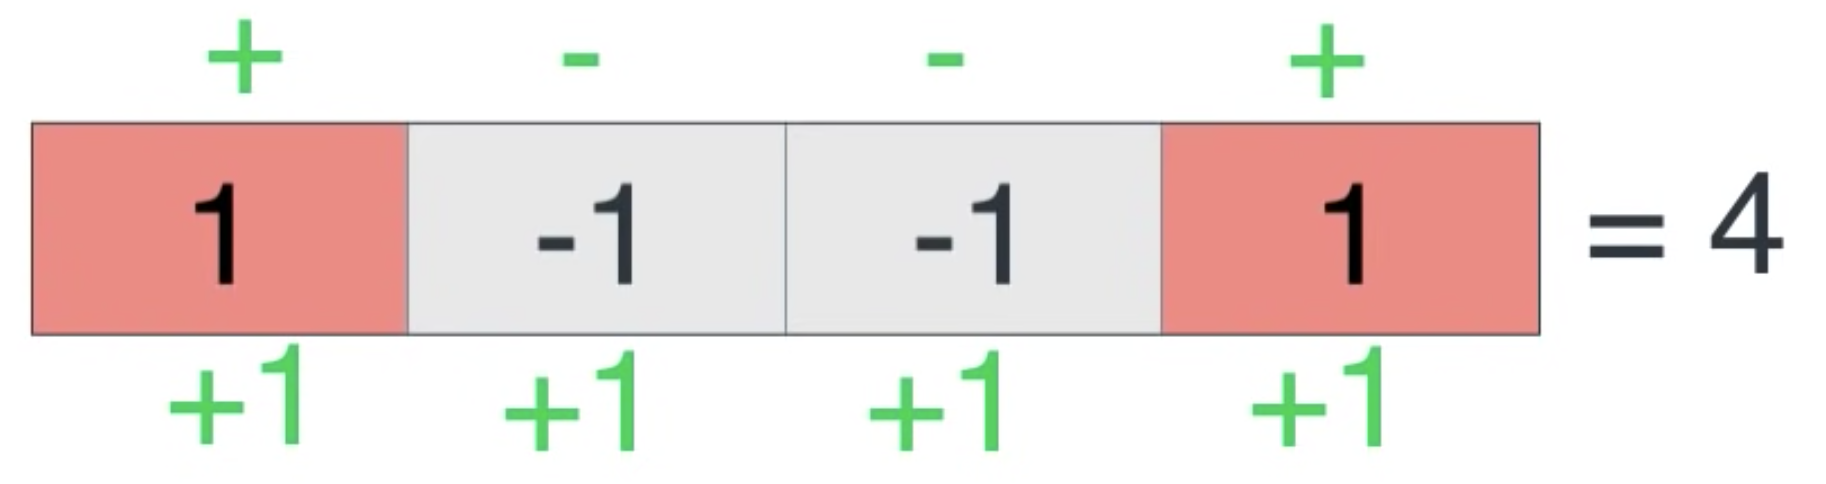 + - - +
1 -1 -1 1 = 4
+1 +1 +1 +1